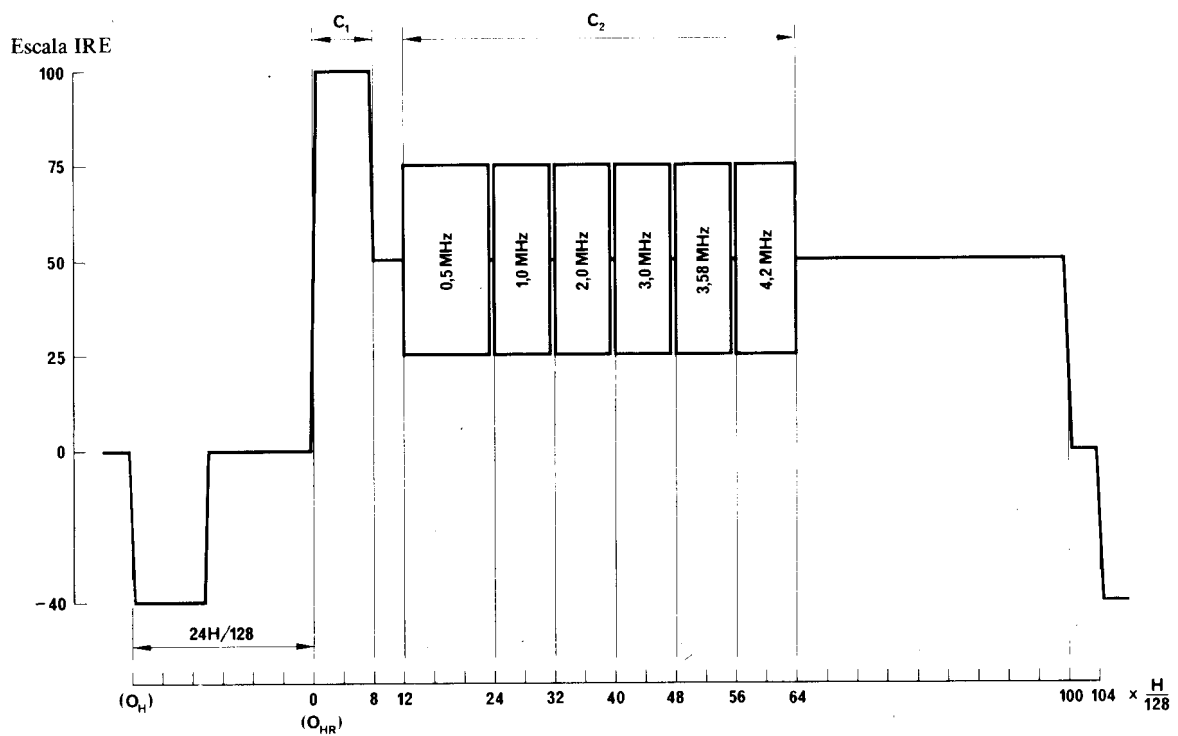 C1
C2
Escala IRE
100
75
50
25
0
−40
0,5 MHz
1,0 MHz
2,0 MHz
3,0 MHz
3,58 MHz
4,2 MHz
24H/128
(OH)
0 8 12 24 32 40 48 56 64 100 104 × H/128
(OHR)